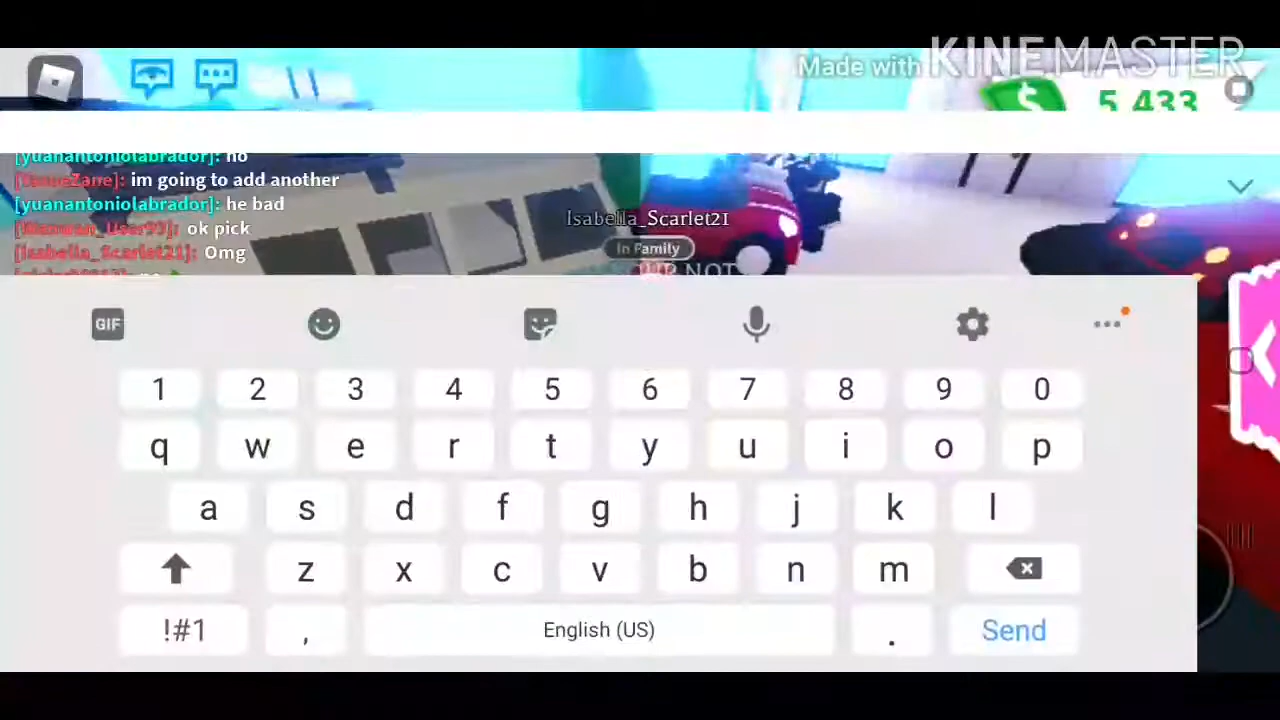 Made with KINEMASTER
5,433
[yuanantoniolabrador]: no
im going to add another
[yuanantoniolabrador]: he bad
ok pick
[Isabella_Scarlet21]: Omg
Isabella_Scarlet21
In Family
NOT
GIF
1 2 3 4 5 6 7 8 9 0
q w e r t y u i o p
a s d f g h j k l
z x c v b n m
!#1 , English (US) . Send